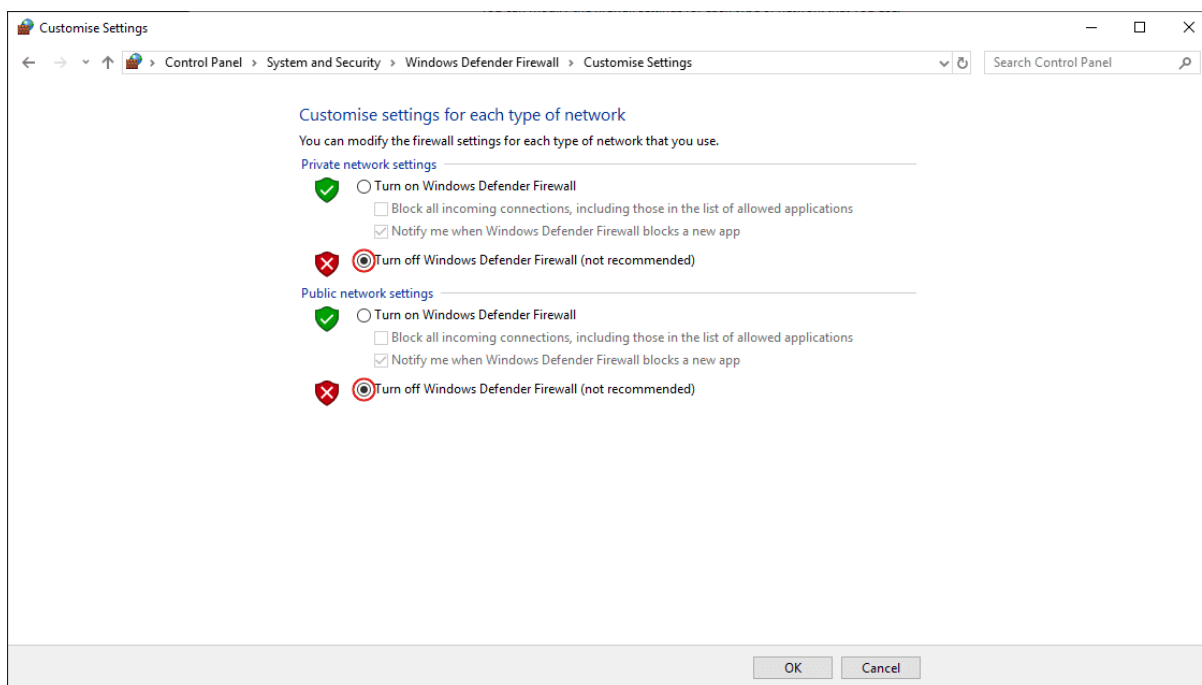 Customise Settings
Control Panel > System and Security > Windows Defender Firewall > Customise Settings
Search Control Panel
Customise settings for each type of network
You can modify the firewall settings for each type of network that you use.
Private network settings
Turn on Windows Defender Firewall
Block all incoming connections, including those in the list of allowed applications
Notify me when Windows Defender Firewall blocks a new app
Turn off Windows Defender Firewall (not recommended)
Public network settings
Turn on Windows Defender Firewall
Block all incoming connections, including those in the list of allowed applications
Notify me when Windows Defender Firewall blocks a new app
Turn off Windows Defender Firewall (not recommended)
OK
Cancel